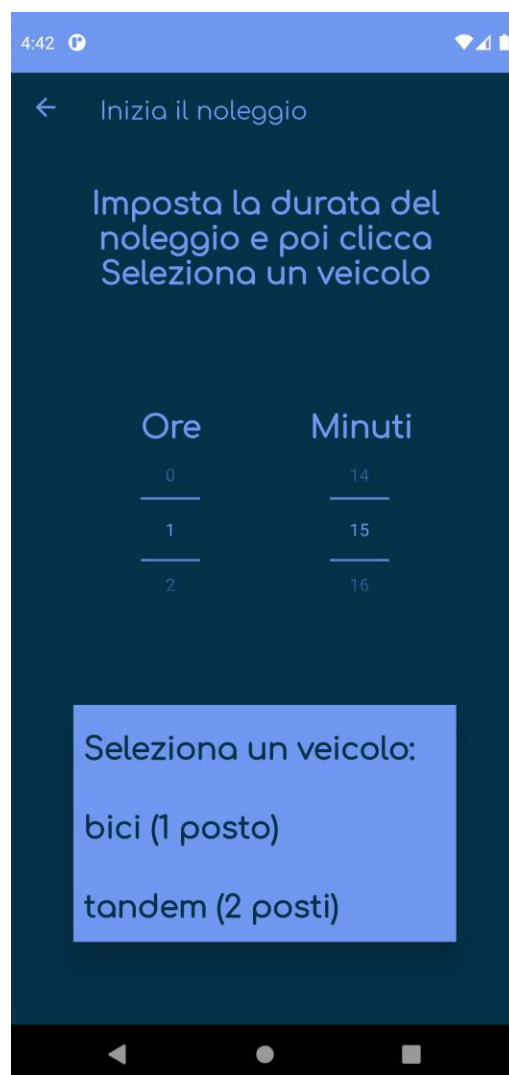 4:42
Inizia il noleggio
Imposta la durata del
noleggio e poi clicca
Seleziona un veicolo
Ore Minuti
0 14
1 15
2 16
Seleziona un veicolo:
bici (1 posto)
tandem (2 posti)